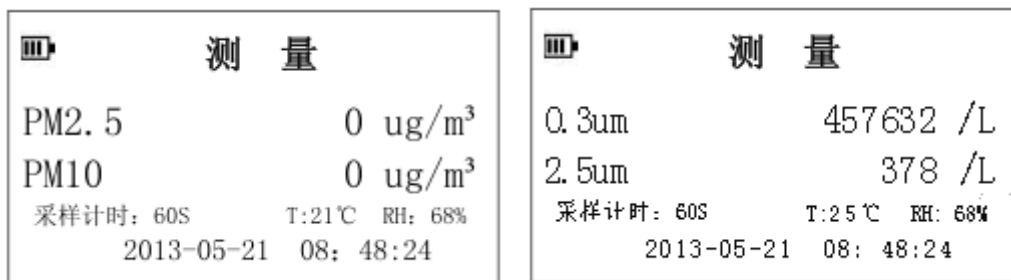 测 量
PM2.5 0 ug/m³
PM10 0 ug/m³
采样计时: 60S T:21℃ RH: 68%
2013-05-21 08: 48:24
测 量
0.3um 457632 /L
2.5um 378 /L
采样计时: 60S T:25℃ RH: 68%
2013-05-21 08: 48:24